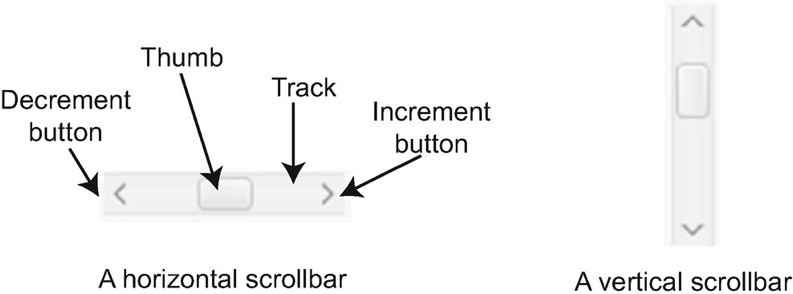 Thumb
Track
Decrement
button
Increment
button
A horizontal scrollbar
A vertical scrollbar